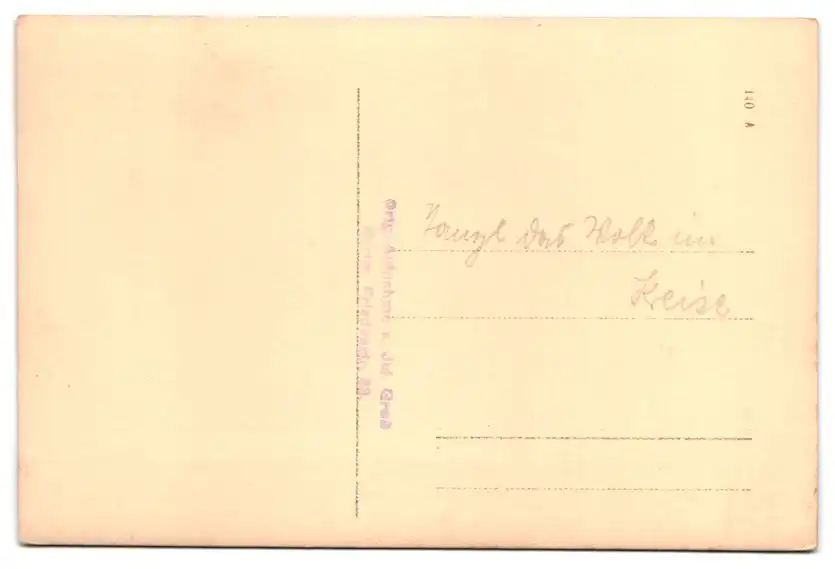 Tanzt das Volk im
Kreise
Orig. Aufnahme v. Jul. Groß
140 A